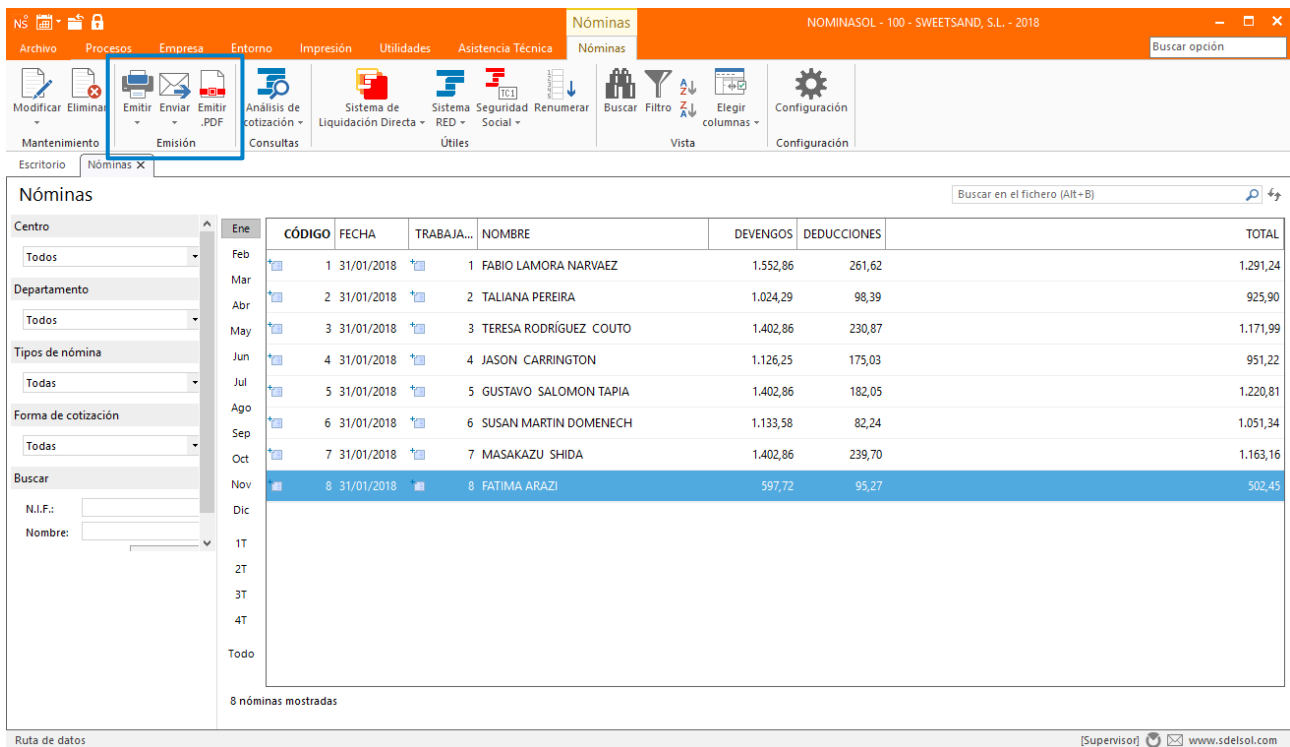 NS Nóminas NOMINASOL - 100 - SWEETSAND, S.L. - 2018
Archivo Procesos Empresa Entorno Impresión Utilidades Asistencia Técnica Nóminas Buscar opción
Modificar Eliminar Emitir Enviar Emitir .PDF Análisis de cotización Sistema de Liquidación Directa Sistema RED TC1 Seguridad Social Renumerar Buscar Filtro Elegir columnas Configuración
Mantenimiento Emisión Consultas Útiles Vista Configuración
Escritorio Nóminas X
Nóminas Buscar en el fichero (Alt+B)
Centro
Todos
Departamento
Todos
Tipos de nómina
Todas
Forma de cotización
Todas
Buscar
N.I.F.:
Nombre:
Ene
Feb
Mar
Abr
May
Jun
Jul
Ago
Sep
Oct
Nov
Dic
1T
2T
3T
4T
Todo
CÓDIGO FECHA TRABAJA... NOMBRE DEVENGOS DEDUCCIONES TOTAL
1 31/01/2018 1 FABIO LAMORA NARVAEZ 1.552,86 261,62 1.291,24
2 31/01/2018 2 TALIANA PEREIRA 1.024,29 98,39 925,90
3 31/01/2018 3 TERESA RODRÍGUEZ COUTO 1.402,86 230,87 1.171,99
4 31/01/2018 4 JASON CARRINGTON 1.126,25 175,03 951,22
5 31/01/2018 5 GUSTAVO SALOMON TAPIA 1.402,86 182,05 1.220,81
6 31/01/2018 6 SUSAN MARTIN DOMENECH 1.133,58 82,24 1.051,34
7 31/01/2018 7 MASAKAZU SHIDA 1.402,86 239,70 1.163,16
8 31/01/2018 8 FATIMA ARAZI 597,72 95,27 502,45
8 nóminas mostradas
Ruta de datos [Supervisor] www.sdelsol.com